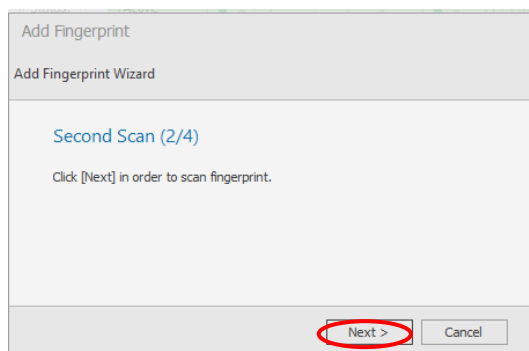 Add Fingerprint
Add Fingerprint Wizard
Second Scan (2/4)
Click [Next] in order to scan fingerprint.
Next >
Cancel